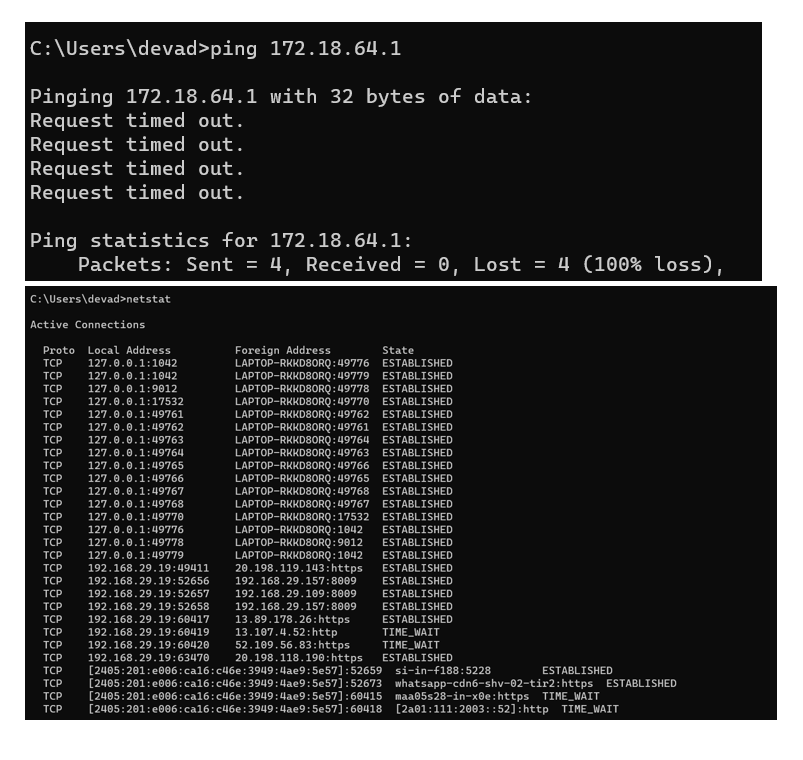 C:\Users\devad>ping 172.18.64.1
Pinging 172.18.64.1 with 32 bytes of data:
Request timed out.
Request timed out.
Request timed out.
Request timed out.
Ping statistics for 172.18.64.1:
Packets: Sent = 4, Received = 0, Lost = 4 (100% loss),
C:\Users\devad>netstat
Active Connections
Proto  Local Address          Foreign Address        State
TCP    127.0.0.1:1042         LAPTOP-RKKD8ORQ:49776  ESTABLISHED
TCP    127.0.0.1:1042         LAPTOP-RKKD8ORQ:49779  ESTABLISHED
TCP    127.0.0.1:9012         LAPTOP-RKKD8ORQ:49778  ESTABLISHED
TCP    127.0.0.1:17532        LAPTOP-RKKD8ORQ:49770  ESTABLISHED
TCP    127.0.0.1:49761        LAPTOP-RKKD8ORQ:49762  ESTABLISHED
TCP    127.0.0.1:49762        LAPTOP-RKKD8ORQ:49761  ESTABLISHED
TCP    127.0.0.1:49763        LAPTOP-RKKD8ORQ:49764  ESTABLISHED
TCP    127.0.0.1:49764        LAPTOP-RKKD8ORQ:49763  ESTABLISHED
TCP    127.0.0.1:49765        LAPTOP-RKKD8ORQ:49766  ESTABLISHED
TCP    127.0.0.1:49766        LAPTOP-RKKD8ORQ:49765  ESTABLISHED
TCP    127.0.0.1:49767        LAPTOP-RKKD8ORQ:49768  ESTABLISHED
TCP    127.0.0.1:49768        LAPTOP-RKKD8ORQ:49767  ESTABLISHED
TCP    127.0.0.1:49770        LAPTOP-RKKD8ORQ:17532  ESTABLISHED
TCP    127.0.0.1:49776        LAPTOP-RKKD8ORQ:1042   ESTABLISHED
TCP    127.0.0.1:49778        LAPTOP-RKKD8ORQ:9012   ESTABLISHED
TCP    127.0.0.1:49779        LAPTOP-RKKD8ORQ:1042   ESTABLISHED
TCP    192.168.29.19:49411    20.198.119.143:https   ESTABLISHED
TCP    192.168.29.19:52656    192.168.29.157:8009    ESTABLISHED
TCP    192.168.29.19:52657    192.168.29.109:8009    ESTABLISHED
TCP    192.168.29.19:52658    192.168.29.157:8009    ESTABLISHED
TCP    192.168.29.19:60417    13.89.178.26:https     ESTABLISHED
TCP    192.168.29.19:60419    13.107.4.52:http       TIME_WAIT
TCP    192.168.29.19:60420    52.109.56.83:https     TIME_WAIT
TCP    192.168.29.19:63470    20.198.118.190:https   ESTABLISHED
TCP    [2405:201:e006:ca16:c46e:3949:4ae9:5e57]:52659  si-in-f188:5228        ESTABLISHED
TCP    [2405:201:e006:ca16:c46e:3949:4ae9:5e57]:52673  whatsapp-cdn6-shv-02-tir2:https  ESTABLISHED
TCP    [2405:201:e006:ca16:c46e:3949:4ae9:5e57]:60415  maa05s28-in-x0e:https  TIME_WAIT
TCP    [2405:201:e006:ca16:c46e:3949:4ae9:5e57]:60418  [2a01:111:2003::52]:http  TIME_WAIT